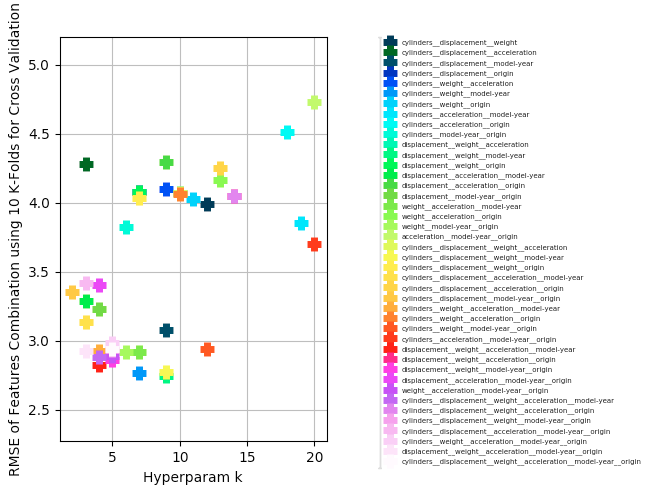 RMSE of Features Combination using 10 K-Folds for Cross Validation
5.0
4.5
4.0
3.5
3.0
2.5
5
10
15
20
Hyperparam k
cylinders__displacement__weight
cylinders__displacement__acceleration
cylinders__displacement__model-year
cylinders__displacement__origin
cylinders__weight__acceleration
cylinders__weight__model-year
cylinders__weight__origin
cylinders__acceleration__model-year
cylinders__acceleration__origin
cylinders__model-year__origin
displacement__weight__acceleration
displacement__weight__model-year
displacement__weight__origin
displacement__acceleration__model-year
displacement__acceleration__origin
displacement__model-year__origin
weight__acceleration__model-year
weight__acceleration__origin
weight__model-year__origin
acceleration__model-year__origin
cylinders__displacement__weight__acceleration
cylinders__displacement__weight__model-year
cylinders__displacement__weight__origin
cylinders__displacement__acceleration__model-year
cylinders__displacement__acceleration__origin
cylinders__displacement__model-year__origin
cylinders__weight__acceleration__model-year
cylinders__weight__acceleration__origin
cylinders__weight__model-year__origin
cylinders__acceleration__model-year__origin
displacement__weight__acceleration__model-year
displacement__weight__acceleration__origin
displacement__weight__model-year__origin
displacement__acceleration__model-year__origin
weight__acceleration__model-year__origin
cylinders__displacement__weight__acceleration__model-year
cylinders__displacement__weight__acceleration__origin
cylinders__displacement__weight__model-year__origin
cylinders__displacement__acceleration__model-year__origin
cylinders__weight__acceleration__model-year__origin
displacement__weight__acceleration__model-year__origin
cylinders__displacement__weight__acceleration__model-year__origin